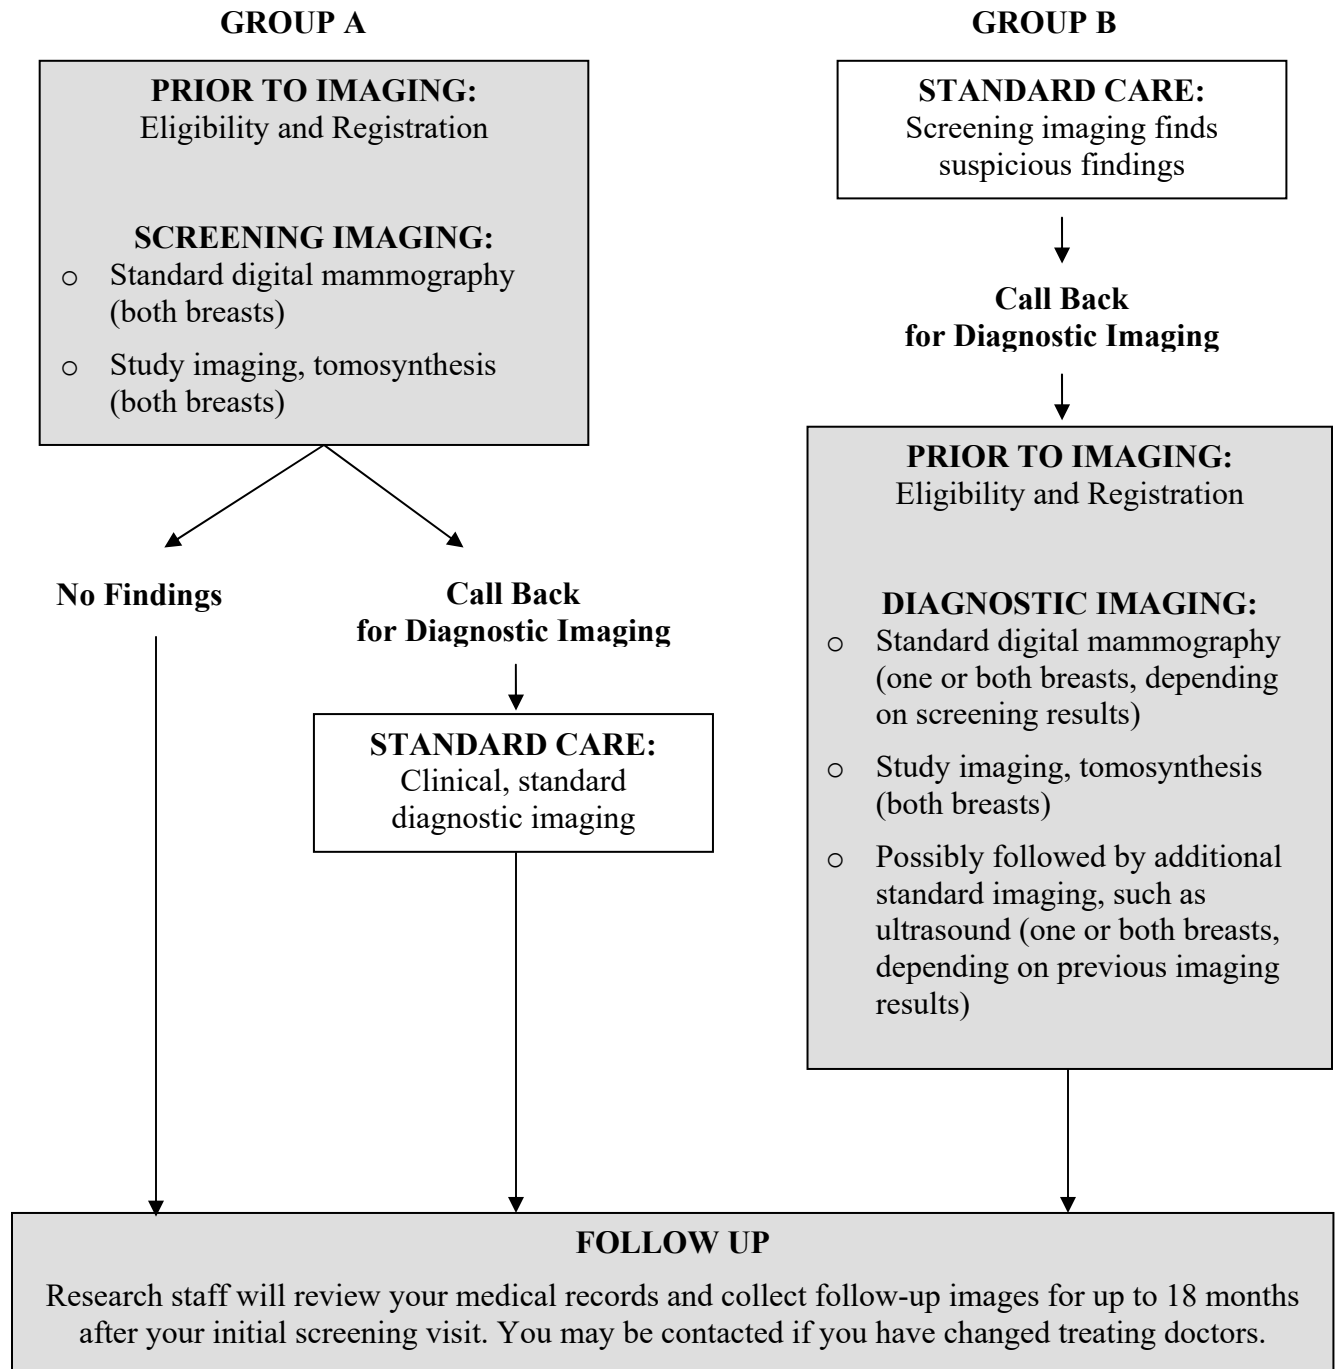 GROUP A
PRIOR TO IMAGING:
Eligibility and Registration
SCREENING IMAGING:
o Standard digital mammography
(both breasts)
o Study imaging, tomosynthesis
(both breasts)
No Findings
Call Back
for Diagnostic Imaging
STANDARD CARE:
Clinical, standard
diagnostic imaging
GROUP B
STANDARD CARE:
Screening imaging finds
suspicious findings
Call Back
for Diagnostic Imaging
PRIOR TO IMAGING:
Eligibility and Registration
DIAGNOSTIC IMAGING:
o Standard digital mammography
(one or both breasts, depending
on screening results)
o Study imaging, tomosynthesis
(both breasts)
o Possibly followed by additional
standard imaging, such as
ultrasound (one or both breasts,
depending on previous imaging
results)
FOLLOW UP
Research staff will review your medical records and collect follow-up images for up to 18 months
after your initial screening visit. You may be contacted if you have changed treating doctors.